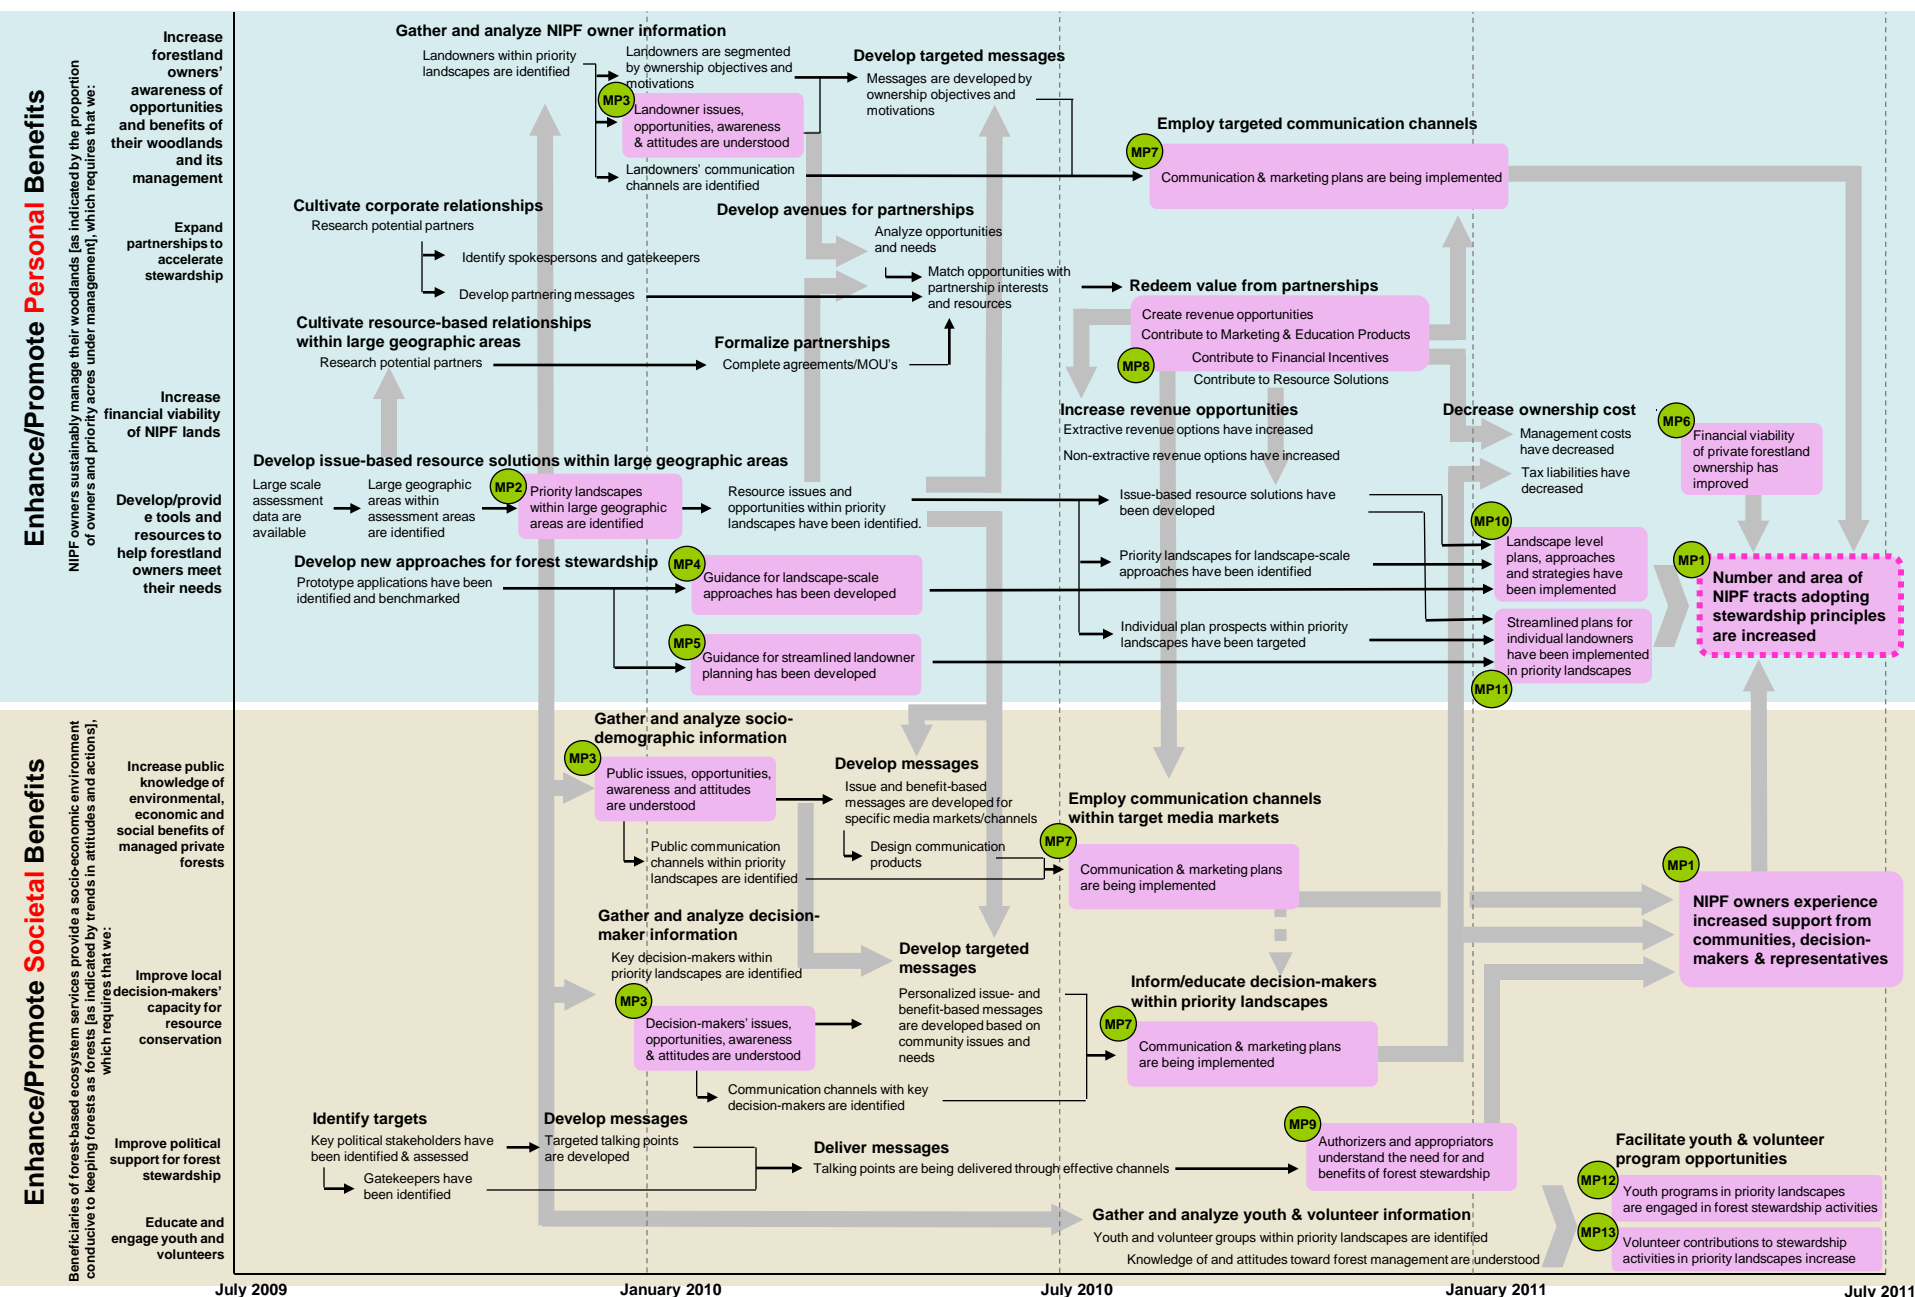 Enhance/Promote Personal Benefits
NIPF owners sustainably manage their woodlands [as indicated by the proportion
of owners and priority acres under management], which requires that we:
Increase
forestland
owners'
awareness of
opportunities
and benefits of
their woodlands
and its
management
Expand
partnerships to
accelerate
stewardship
Increase
financial viability
of NIPF lands
Develop/provid
e tools and
resources to
help forestland
owners meet
their needs
Gather and analyze NIPF owner information
Landowners within priority
landscapes are identified
Landowners are segmented
by ownership objectives and
motivations
MP3
Landowner issues,
opportunities, awareness
& attitudes are understood
Landowners' communication
channels are identified
Develop targeted messages
Messages are developed by
ownership objectives and
motivations
Employ targeted communication channels
MP7
Communication & marketing plans are being implemented
Cultivate corporate relationships
Research potential partners
Identify spokespersons and gatekeepers
Develop partnering messages
Develop avenues for partnerships
Analyze opportunities
and needs
Match opportunities with
partnership interests
and resources
Redeem value from partnerships
Create revenue opportunities
Contribute to Marketing & Education Products
MP8
Contribute to Financial Incentives
Contribute to Resource Solutions
Cultivate resource-based relationships
within large geographic areas
Research potential partners
Formalize partnerships
Complete agreements/MOU's
Increase revenue opportunities
Extractive revenue options have increased
Non-extractive revenue options have increased
Decrease ownership cost
Management costs
have decreased
Tax liabilities have
decreased
MP6
Financial viability
of private forestland
ownership has
improved
Develop issue-based resource solutions within large geographic areas
Large scale
assessment
data are
available
Large geographic
areas within
assessment areas
are identified
MP2
Priority landscapes
within large geographic
areas are identified
Resource issues and
opportunities within priority
landscapes have been identified.
Issue-based resource solutions have
been developed
Priority landscapes for landscape-scale
approaches have been identified
Individual plan prospects within priority
landscapes have been targeted
Develop new approaches for forest stewardship
Prototype applications have been
identified and benchmarked
MP4
Guidance for landscape-scale
approaches has been developed
MP5
Guidance for streamlined landowner
planning has been developed
MP10
Landscape level
plans, approaches
and strategies have
been implemented
Streamlined plans for
individual landowners
have been implemented
in priority landscapes
MP11
MP1
Number and area of
NIPF tracts adopting
stewardship principles
are increased
Enhance/Promote Societal Benefits
Beneficiaries of forest-based ecosystem services provide a socio-economic environment
conducive to keeping forests as forests [as indicated by trends in attitudes and actions],
which requires that we:
Increase public
knowledge of
environmental,
economic and
social benefits of
managed private
forests
Improve local
decision-makers'
capacity for
resource
conservation
Improve political
support for forest
stewardship
Educate and
engage youth and
volunteers
Gather and analyze socio-
demographic information
MP3
Public issues, opportunities,
awareness and attitudes
are understood
Public communication
channels within priority
landscapes are identified
Develop messages
Issue and benefit-based
messages are developed for
specific media markets/channels
Design communication
products
Employ communication channels
within target media markets
MP7
Communication & marketing plans
are being implemented
MP1
NIPF owners experience
increased support from
communities, decision-
makers & representatives
Gather and analyze decision-
maker information
Key decision-makers within
priority landscapes are identified
MP3
Decision-makers' issues,
opportunities, awareness
& attitudes are understood
Communication channels with key
decision-makers are identified
Develop targeted
messages
Personalized issue- and
benefit-based messages
are developed based on
community issues and
needs
Inform/educate decision-makers
within priority landscapes
MP7
Communication & marketing plans
are being implemented
Identify targets
Key political stakeholders have
been identified & assessed
Gatekeepers have
been identified
Develop messages
Targeted talking points
are developed
Deliver messages
Talking points are being delivered through effective channels
MP9
Authorizers and appropriators
understand the need for and
benefits of forest stewardship
Gather and analyze youth & volunteer information
Youth and volunteer groups within priority landscapes are identified
Knowledge of and attitudes toward forest management are understood
Facilitate youth & volunteer
program opportunities
MP12
Youth programs in priority landscapes
are engaged in forest stewardship activities
MP13
Volunteer contributions to stewardship
activities in priority landscapes increase
July 2009
January 2010
July 2010
January 2011
July 2011